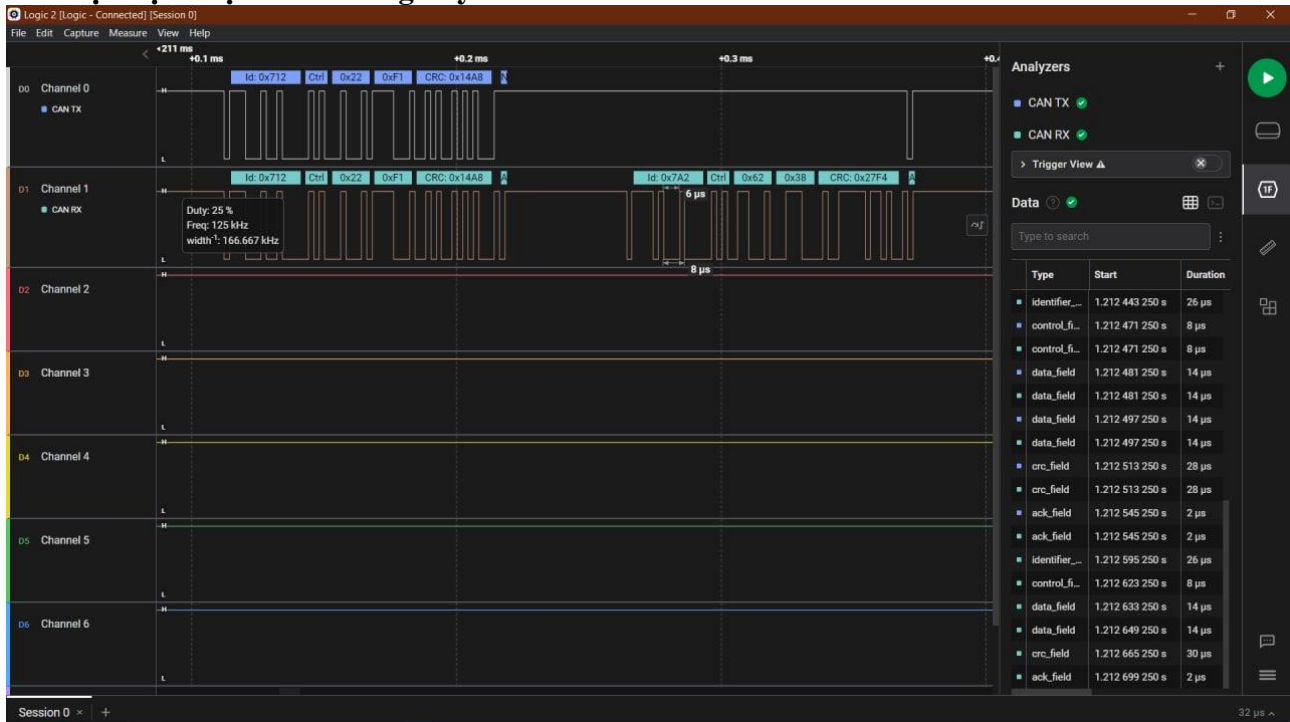 Logic 2 [Logic - Connected] [Session 0]
File Edit Capture Measure View Help
211 ms
+0.1 ms +0.2 ms +0.3 ms
D0 Channel 0
CAN TX
H
L
Id: 0x712 Ctrl 0x22 0xF1 CRC: 0x14A8 N
D1 Channel 1
CAN RX
H
L
Id: 0x712 Ctrl 0x22 0xF1 CRC: 0x14A8 A
Id: 0x7A2 Ctrl 0x62 0x38 CRC: 0x27F4 A
6 µs
8 µs
Duty: 25 %
Freq: 125 kHz
width⁻¹: 166.667 kHz
D2 Channel 2
H
L
D3 Channel 3
H
L
D4 Channel 4
H
L
D5 Channel 5
H
L
D6 Channel 6
H
L
Analyzers
CAN TX
CAN RX
Trigger View
Data
Type to search
Type Start Duration
identifier_... 1.212 443 250 s 26 µs
control_fi... 1.212 471 250 s 8 µs
control_fi... 1.212 471 250 s 8 µs
data_field 1.212 481 250 s 14 µs
data_field 1.212 481 250 s 14 µs
data_field 1.212 497 250 s 14 µs
data_field 1.212 497 250 s 14 µs
crc_field 1.212 513 250 s 28 µs
crc_field 1.212 513 250 s 28 µs
ack_field 1.212 545 250 s 2 µs
ack_field 1.212 545 250 s 2 µs
identifier_... 1.212 595 250 s 26 µs
control_fi... 1.212 623 250 s 8 µs
data_field 1.212 633 250 s 14 µs
data_field 1.212 649 250 s 14 µs
crc_field 1.212 665 250 s 30 µs
ack_field 1.212 699 250 s 2 µs
1F
Session 0
32 µs